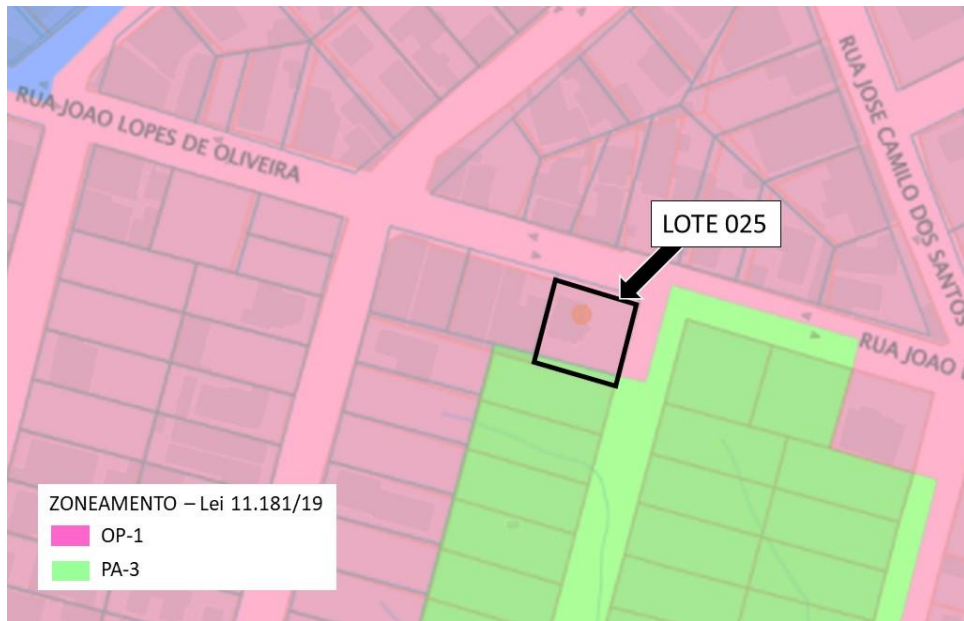 RUA JOAO LOPES DE OLIVEIRA
RUA JOSE CAMILO DOS SANTOS
LOTE 025
RUA JOAO
ZONEAMENTO – Lei 11.181/19
OP-1
PA-3